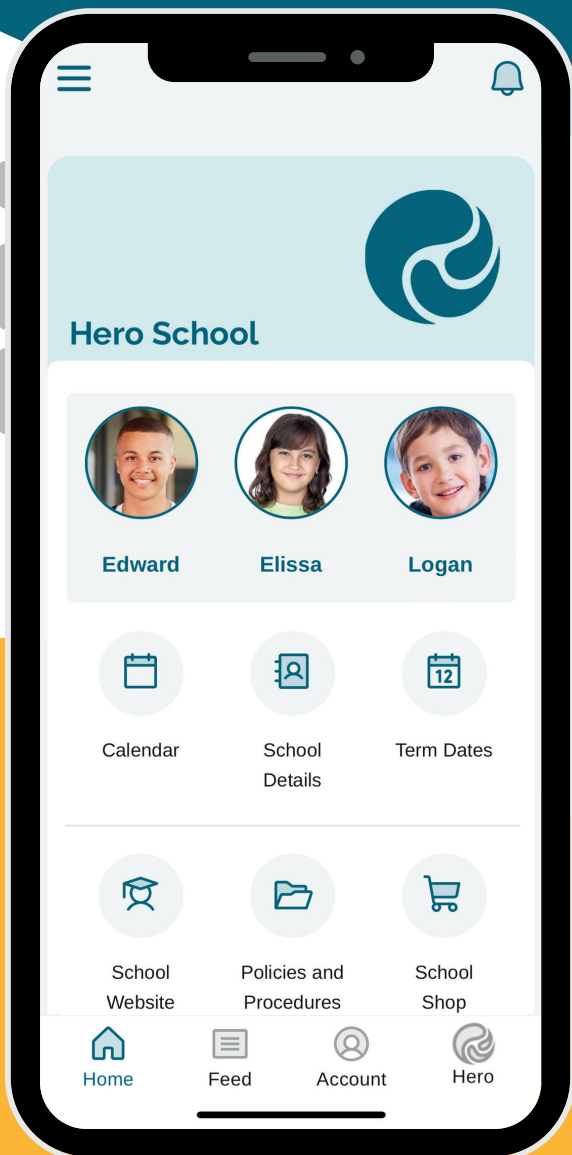 Hero School
Edward Elissa Logan
12
Calendar School Term Dates
Details
School Policies and School
Website Procedures Shop
Home Feed Account Hero